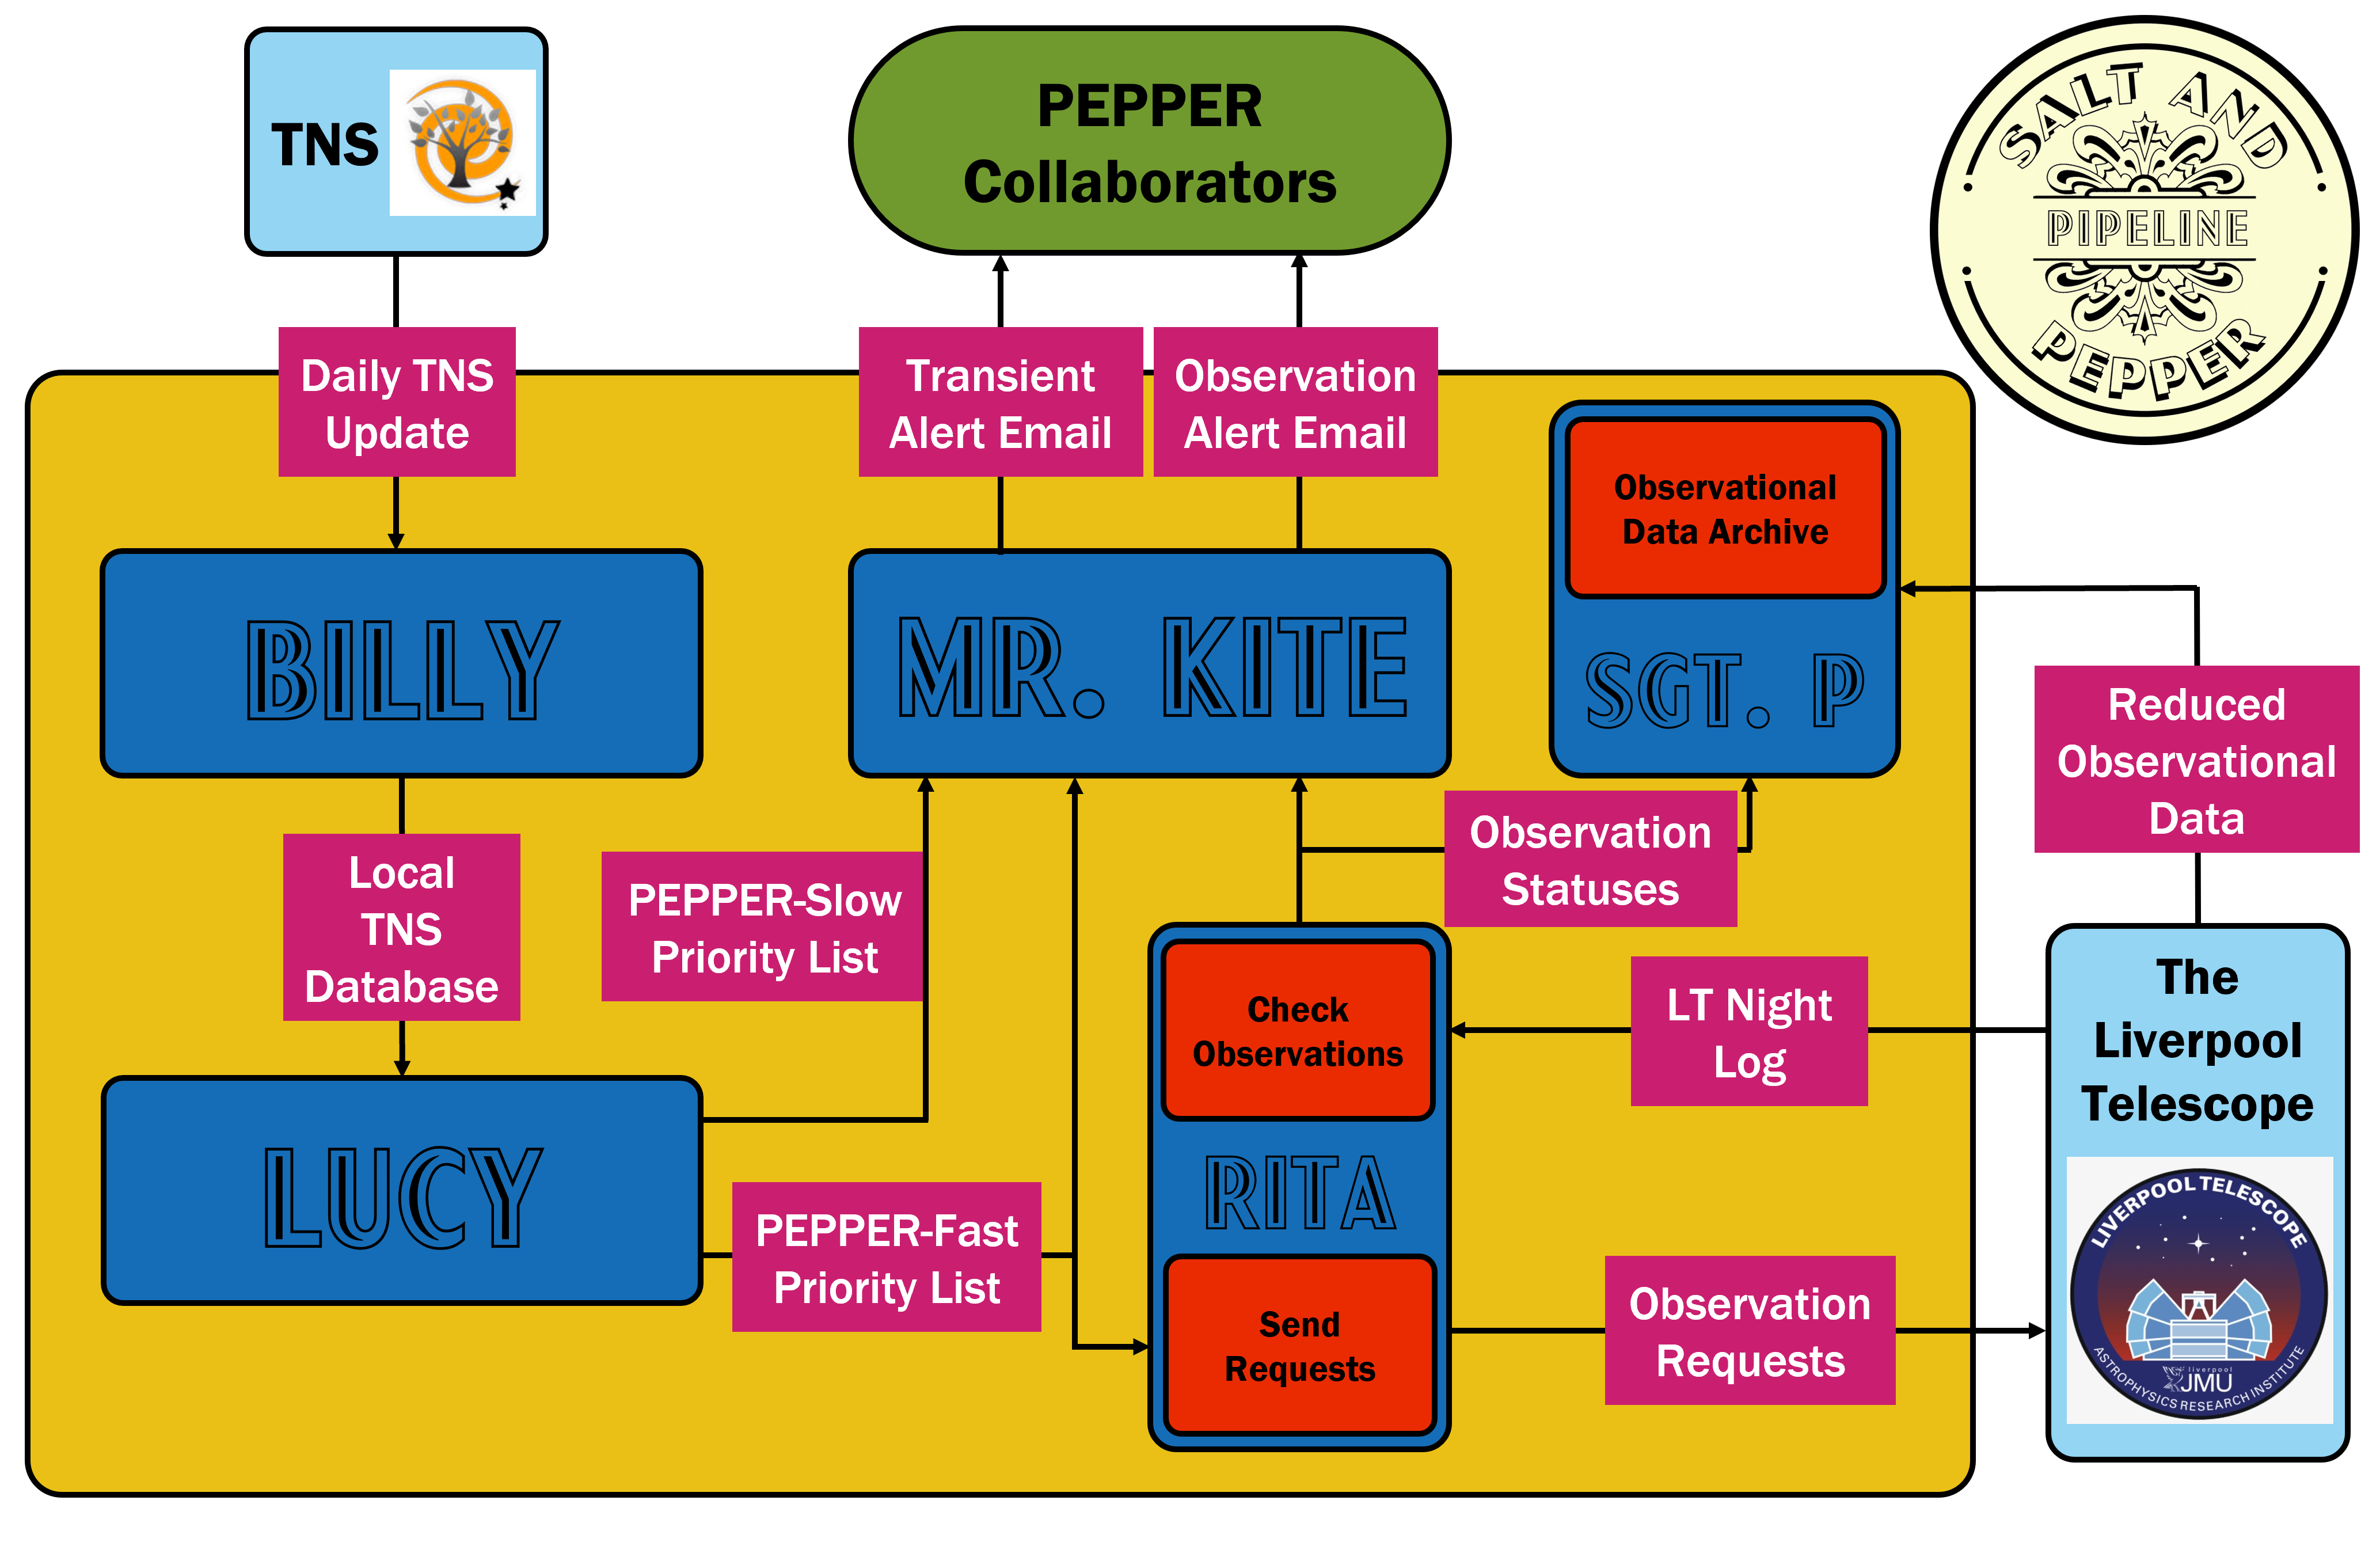 TNS
PEPPER
Collaborators
SALT AND
PIPELINE
PEPPER
Daily TNS
Update
Transient
Alert Email
Observation
Alert Email
Observational
Data Archive
BILLY
MR. KITE
SGT. P
Reduced
Observational
Data
Local
TNS
Database
PEPPER-Slow
Priority List
Observation
Statuses
Check
Observations
LT Night
Log
The
Liverpool
Telescope
LUCY
RITA
PEPPER-Fast
Priority List
Send
Requests
Observation
Requests
LIVERPOOL TELESCOPE
liverpool
JMU
ASTROPHYSICS RESEARCH INSTITUTE